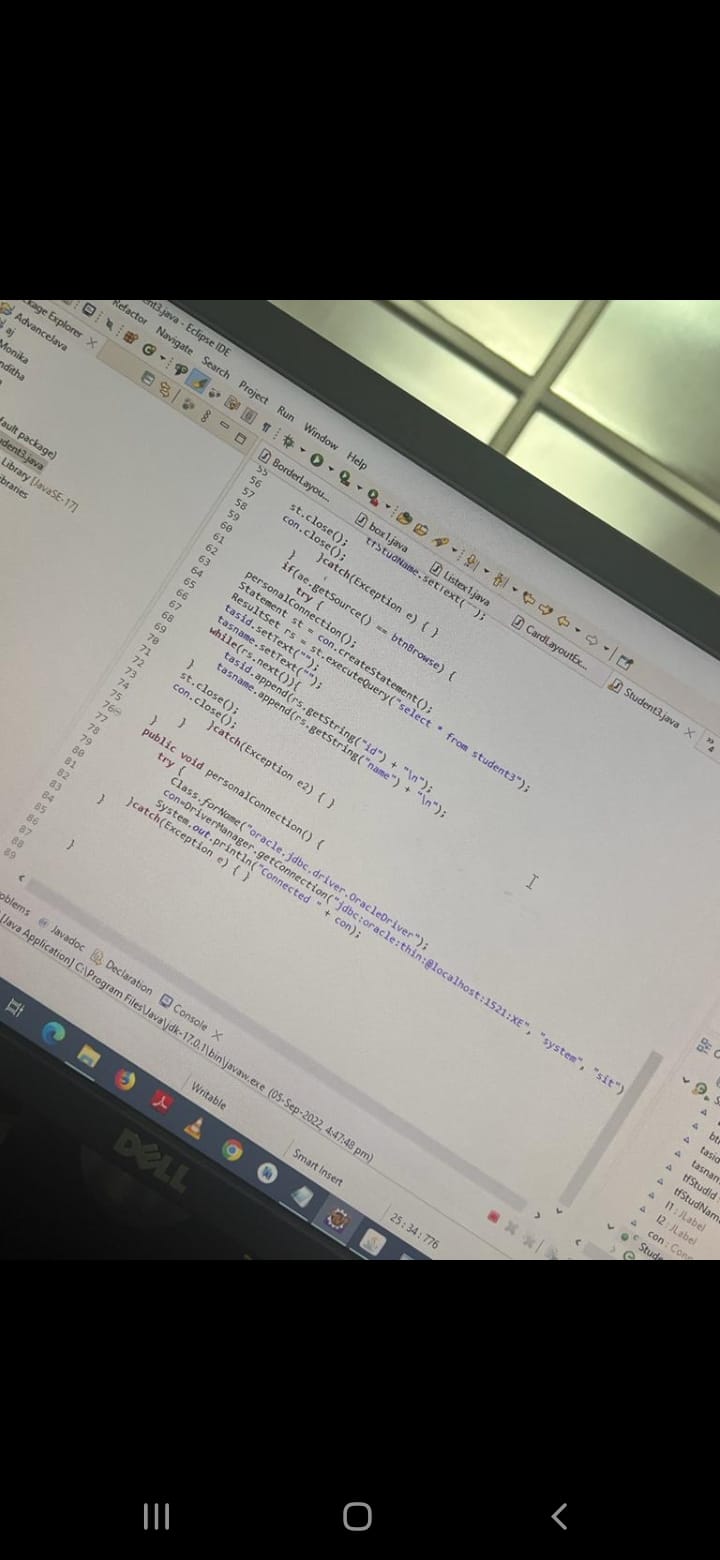 ent3.java - Eclipse IDE
Refactor Navigate Search Project Run Window Help
kage Explorer
AdvanceJava
aj
Monika
nditha
fault package)
dent3.java
Library [JavaSE-17]
braries
BorderLayou...
box1.java
Listex1.java
CardLayoutEx...
Student3.java
55
56
57
58
59
60
61
62
63
64
65
66
67
68
69
70
71
72
73
74
75
76
77
78
79
80
81
82
83
84
85
86
87
88
89
tfStudName.setText("");
st.close();
con.close();
}catch(Exception e) { }
}
if(ae.getSource() == btnBrowse) {
try {
personalConnection();
Statement st = con.createStatement();
ResultSet rs = st.executeQuery("select * from student3");
tasid.setText("");
tasname.setText("");
while(rs.next()){
tasid.append(rs.getString("id") + "\n");
tasname.append(rs.getString("name") + "\n");
}
st.close();
con.close();
}catch(Exception e2) { }
}
}
public void personalConnection() {
try {
Class.forName("oracle.jdbc.driver.OracleDriver");
con=DriverManager.getConnection("jdbc:oracle:thin:@localhost:1521:XE", "system", "sit")
System.out.println("Connected " + con);
}catch(Exception e) { }
}
}
oblems @ Javadoc Declaration Console
[Java Application] C:\Program Files\Java\jdk-17.0.1\bin\javaw.exe (05-Sep-2022, 4:47:48 pm)
Writable
Smart Insert
25 : 34 : 776
tasid
tasnam
tfStudId
tfStudNam
l1 : JLabel
l2 : JLabel
con : Conn
Stude
DELL